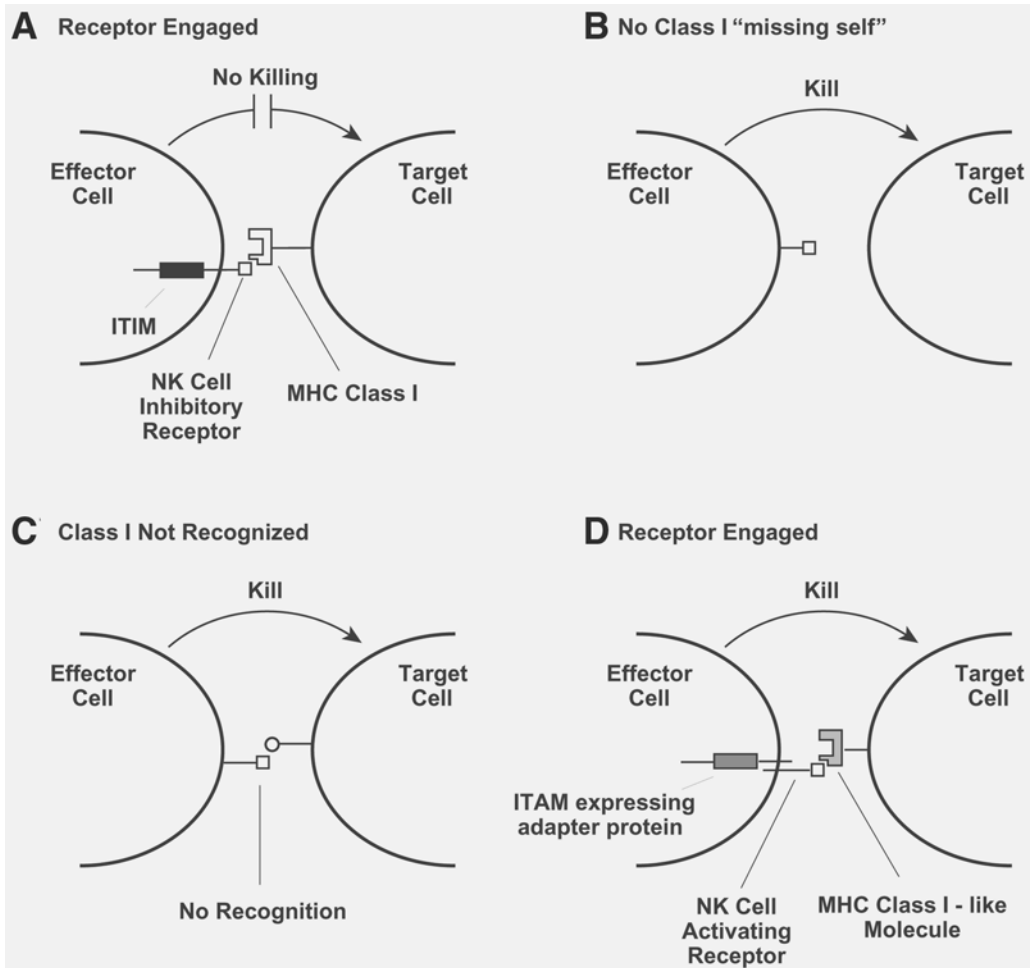 A Receptor Engaged
No Killing
Effector
Cell
Target
Cell
ITIM
NK Cell
Inhibitory
Receptor
MHC Class I
B No Class I “missing self”
Kill
Effector
Cell
Target
Cell
C Class I Not Recognized
Kill
Effector
Cell
Target
Cell
No Recognition
D Receptor Engaged
Kill
Effector
Cell
Target
Cell
ITAM expressing
adapter protein
NK Cell
Activating
Receptor
MHC Class I - like
Molecule